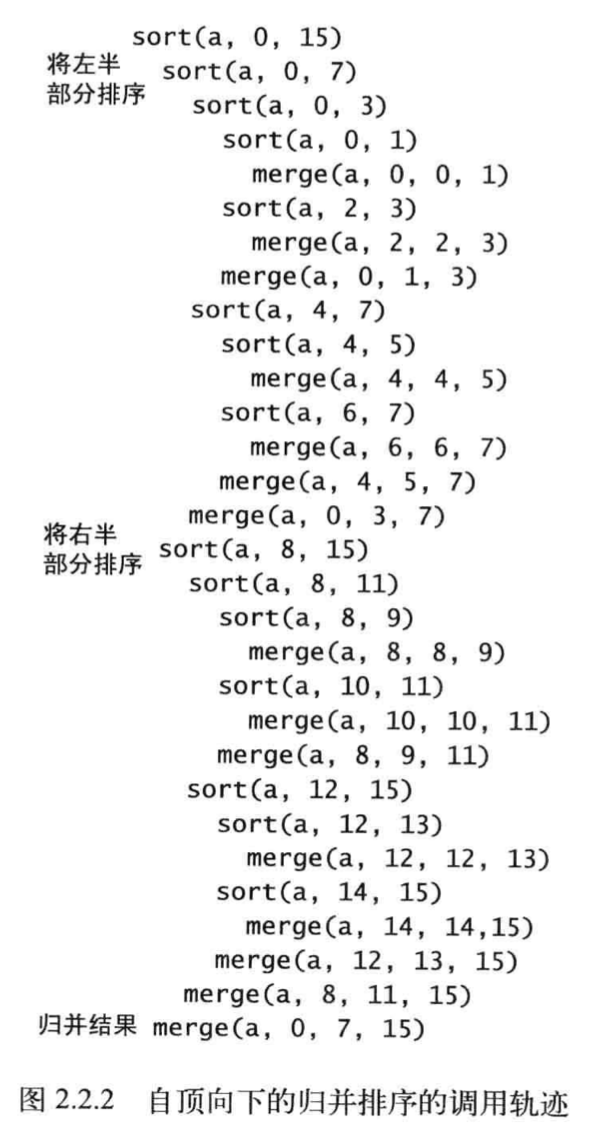 sort(a, 0, 15)
将左半 sort(a, 0, 7)
部分排序 sort(a, 0, 3)
sort(a, 0, 1)
merge(a, 0, 0, 1)
sort(a, 2, 3)
merge(a, 2, 2, 3)
merge(a, 0, 1, 3)
sort(a, 4, 7)
sort(a, 4, 5)
merge(a, 4, 4, 5)
sort(a, 6, 7)
merge(a, 6, 6, 7)
merge(a, 4, 5, 7)
merge(a, 0, 3, 7)
将右半
部分排序 sort(a, 8, 15)
sort(a, 8, 11)
sort(a, 8, 9)
merge(a, 8, 8, 9)
sort(a, 10, 11)
merge(a, 10, 10, 11)
merge(a, 8, 9, 11)
sort(a, 12, 15)
sort(a, 12, 13)
merge(a, 12, 12, 13)
sort(a, 14, 15)
merge(a, 14, 14,15)
merge(a, 12, 13, 15)
merge(a, 8, 11, 15)
归并结果 merge(a, 0, 7, 15)
图 2.2.2 自顶向下的归并排序的调用轨迹